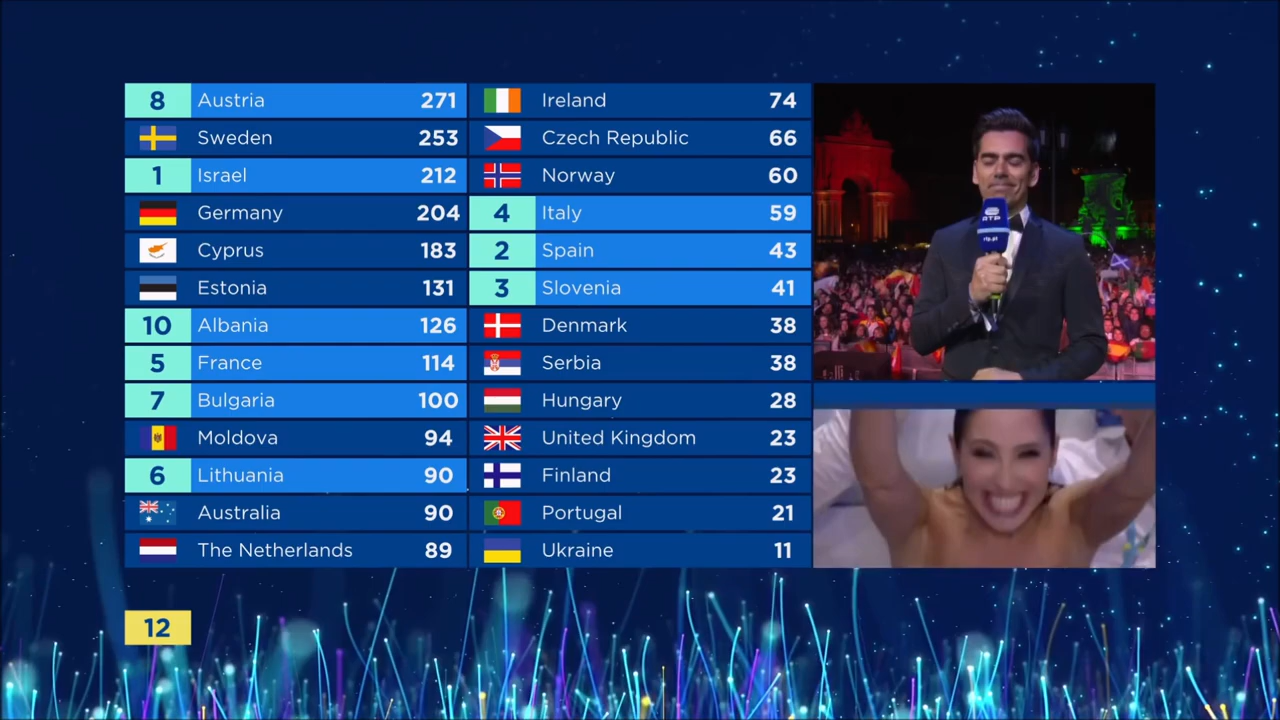 8 Austria 271
Sweden 253
1 Israel 212
Germany 204
Cyprus 183
Estonia 131
10 Albania 126
5 France 114
7 Bulgaria 100
Moldova 94
6 Lithuania 90
Australia 90
The Netherlands 89
Ireland 74
Czech Republic 66
Norway 60
4 Italy 59
2 Spain 43
3 Slovenia 41
Denmark 38
Serbia 38
Hungary 28
United Kingdom 23
Finland 23
Portugal 21
Ukraine 11
12
RTP
rtp.pt